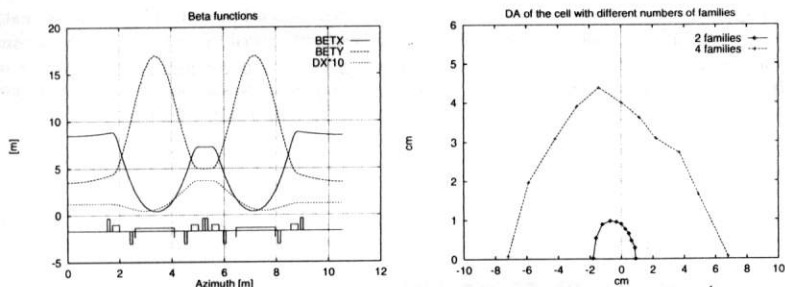 Beta functions
20
15
10
5
0
-5
[m]
BETX
BETY
DX*10
0 2 4 6 8 10 12
Azimuth [m]
DA of the cell with different numbers of families
6
5
4
3
2
1
0
cm
2 families
4 families
-10 -8 -6 -4 -2 0 2 4 6 8 10
cm